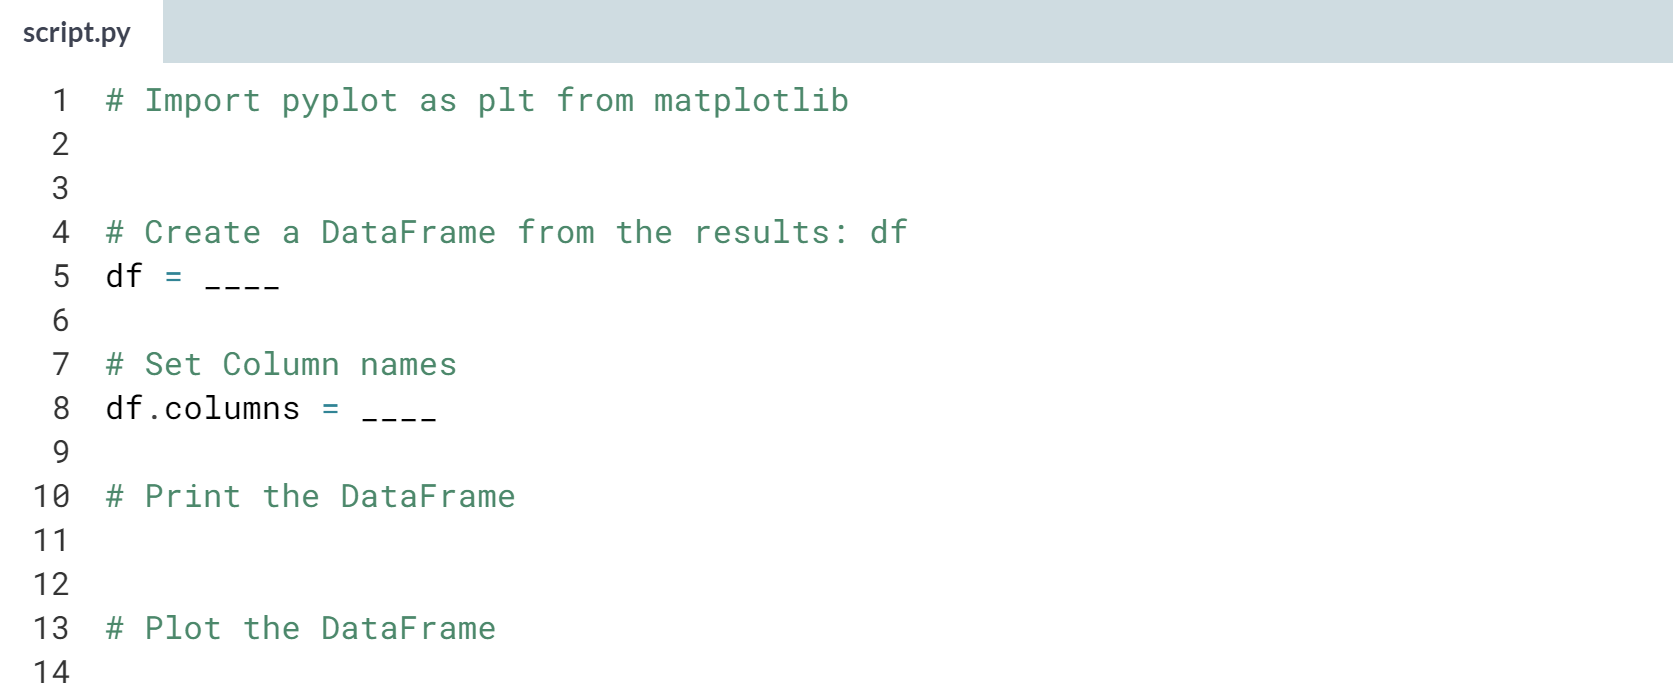 script.py
1 # Import pyplot as plt from matplotlib
2
3
4 # Create a DataFrame from the results: df
5 df = ____
6
7 # Set Column names
8 df.columns = ____
9
10 # Print the DataFrame
11
12
13 # Plot the DataFrame
14